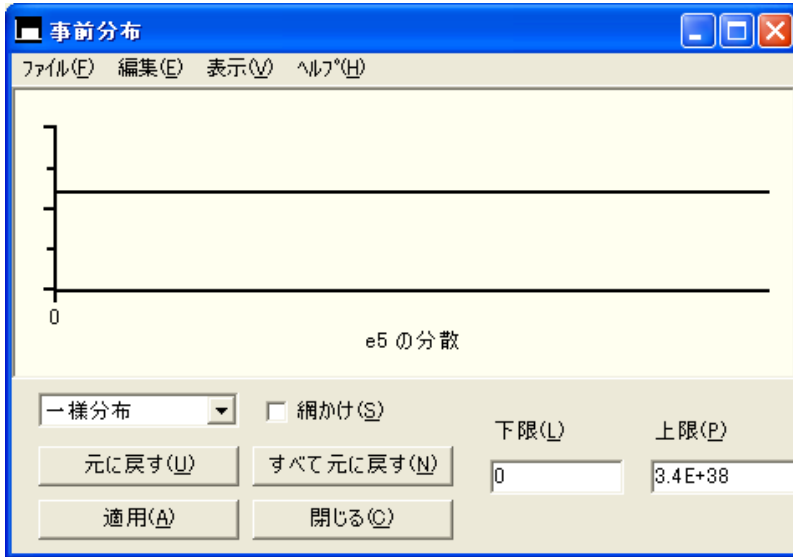 事前分布
ファイル(F) 編集(E) 表示(V) ヘルプ(H)
0
e5 の分散
一様分布
網かけ(S)
下限(L)
上限(P)
元に戻す(U)
すべて元に戻す(N)
0
3.4E+38
適用(A)
閉じる(C)